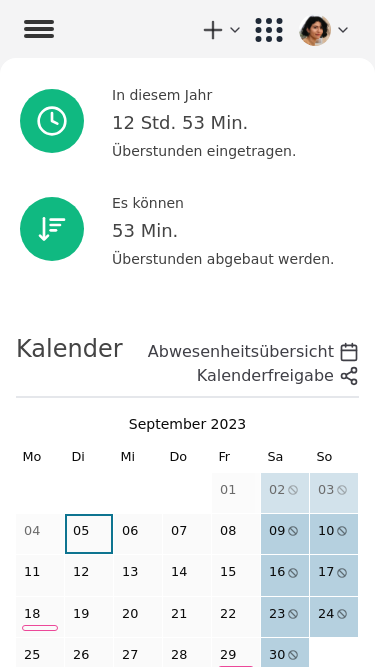 In diesem Jahr
12 Std. 53 Min.
Überstunden eingetragen.
Es können
53 Min.
Überstunden abgebaut werden.
Kalender
Abwesenheitsübersicht
Kalenderfreigabe
September 2023
Mo Di Mi Do Fr Sa So
01 02 03
04 05 06 07 08 09 10
11 12 13 14 15 16 17
18 19 20 21 22 23 24
25 26 27 28 29 30